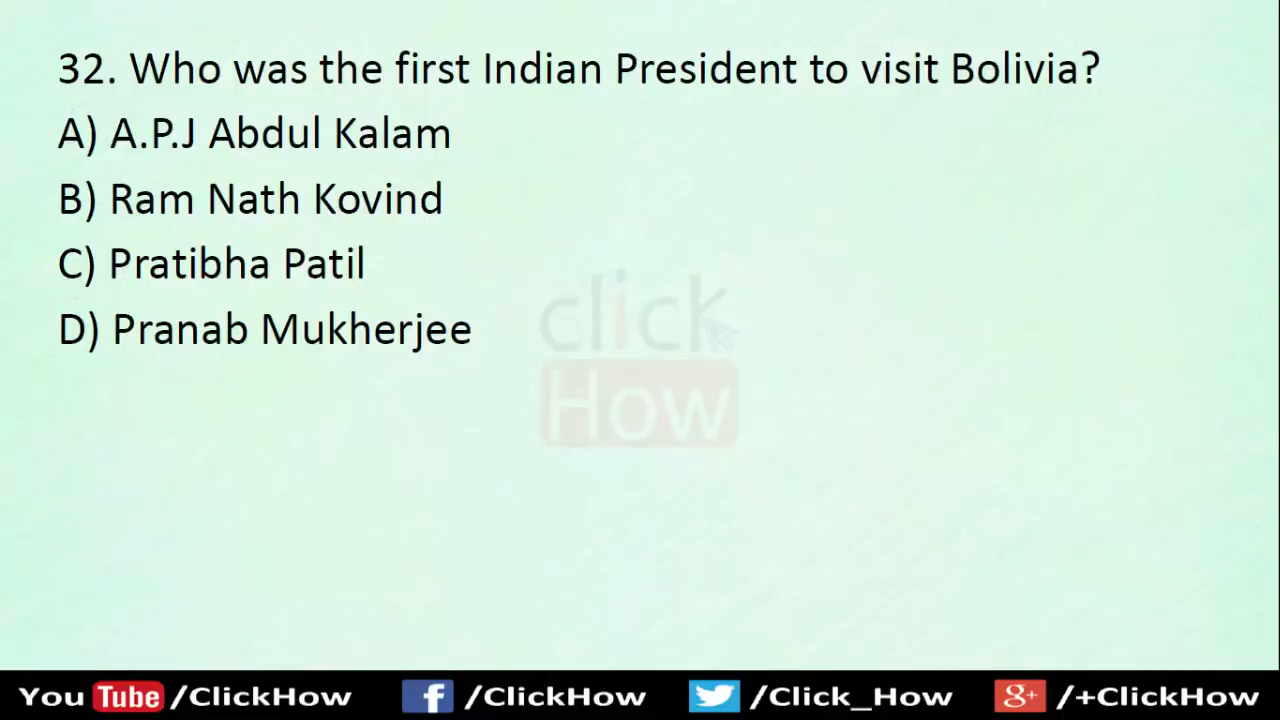 32. Who was the first Indian President to visit Bolivia?
A) A.P.J Abdul Kalam
B) Ram Nath Kovind
C) Pratibha Patil
D) Pranab Mukherjee
click
How
You Tube /ClickHow f /ClickHow /Click_How g+ /+ClickHow